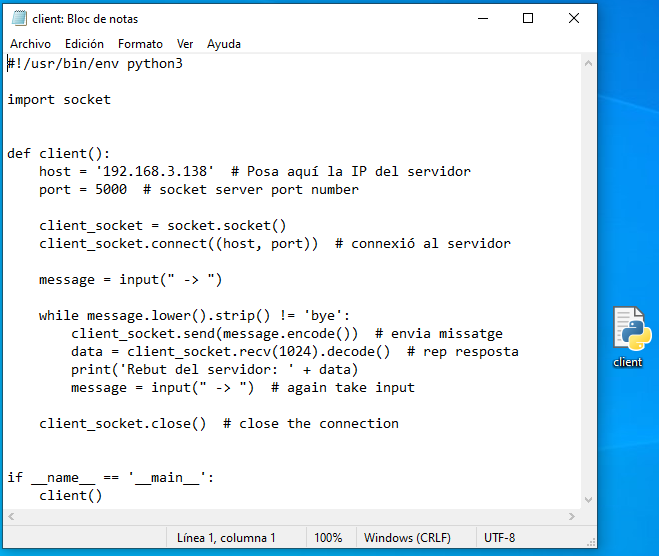 client: Bloc de notas
Archivo Edición Formato Ver Ayuda
#!/usr/bin/env python3

import socket


def client():
    host = '192.168.3.138'  # Posa aquí la IP del servidor
    port = 5000  # socket server port number

    client_socket = socket.socket()
    client_socket.connect((host, port))  # connexió al servidor

    message = input(" -> ")

    while message.lower().strip() != 'bye':
        client_socket.send(message.encode())  # envia missatge
        data = client_socket.recv(1024).decode()  # rep resposta
        print('Rebut del servidor: ' + data)
        message = input(" -> ")  # again take input

    client_socket.close()  # close the connection


if __name__ == '__main__':
    client()
Línea 1, columna 1 100% Windows (CRLF) UTF-8
client